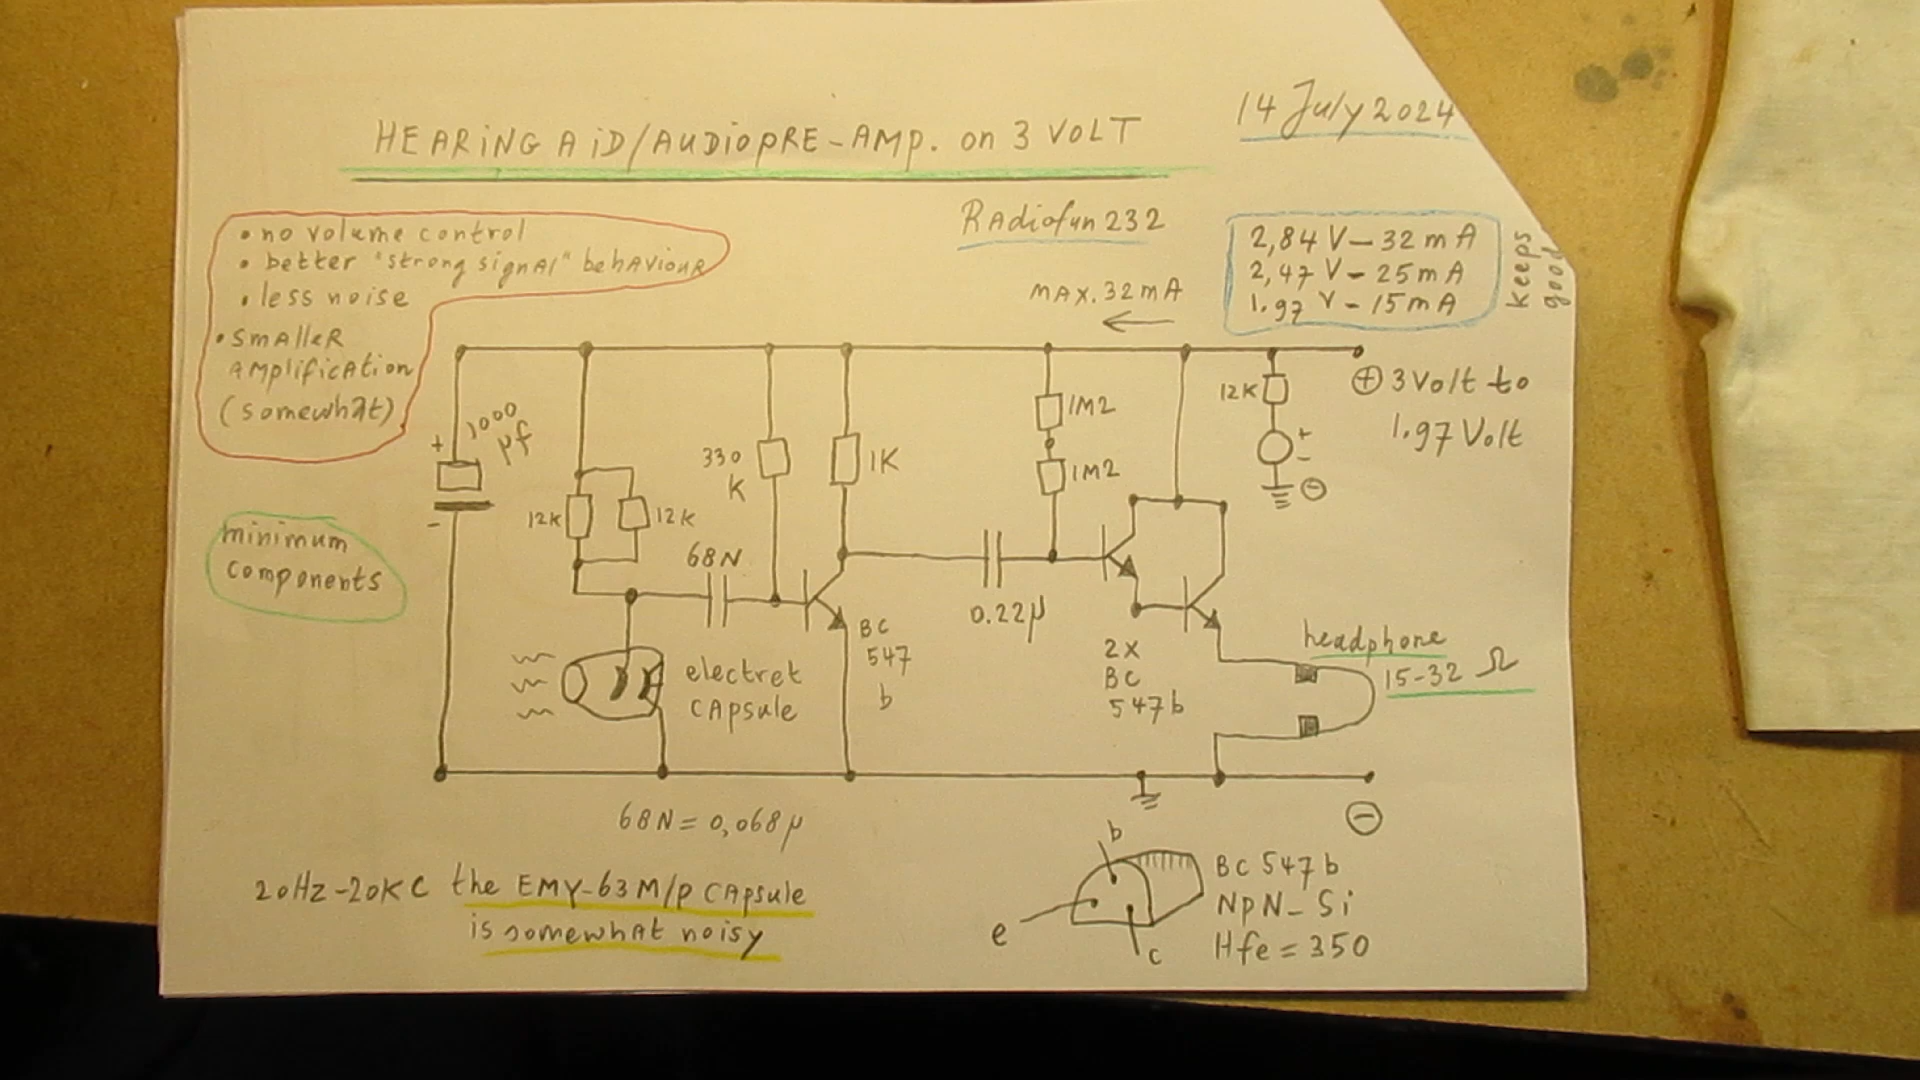 HEARiNG AiD/AUDiOPRE-AMP. on 3 VOLT
14 July 2024
RAdiofun 232
• no volume control
• better "strong signAl" behAviouR
• less noise
• SmAlleR
Amplification
(somewhat)
2,84 V - 32 mA
2,47 V - 25 mA
1.97 V - 15 mA
keeps
good
mAx. 32 mA
←
⊕ 3 Volt to
1.97 Volt
+
1000
µf
-
12K
12K
330
K
1K
1M2
1M2
12K
+
-
⊖
68N
0.22µ
minimum
components
electret
CApsule
BC
547
b
2x
BC
547b
headphone
15-32 Ω
⊖
68N = 0,068µ
20Hz-20KC the EMY-63M/p CApsule
is somewhat noisy
b
e
c
BC 547b
NpN- Si
Hfe = 350